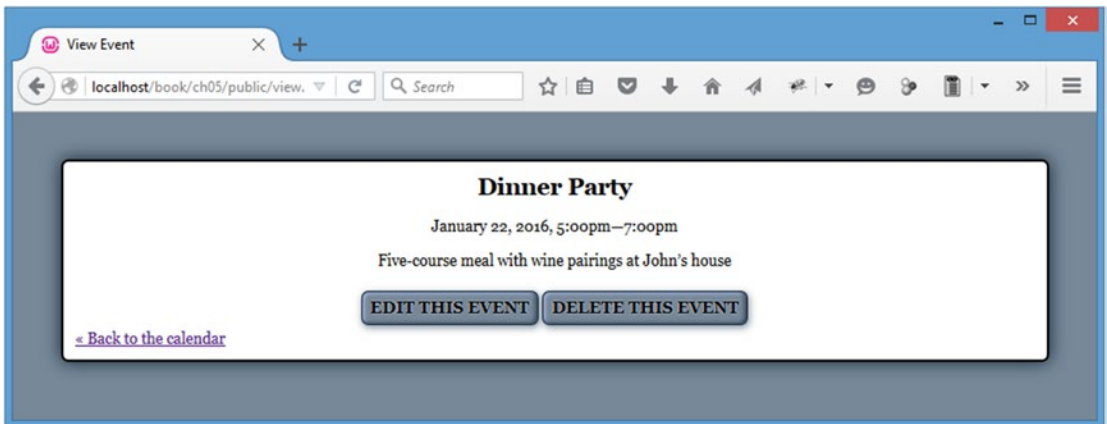 View Event
localhost/book/ch05/public/view.
Search
Dinner Party
January 22, 2016, 5:00pm—7:00pm
Five-course meal with wine pairings at John’s house
EDIT THIS EVENT DELETE THIS EVENT
« Back to the calendar